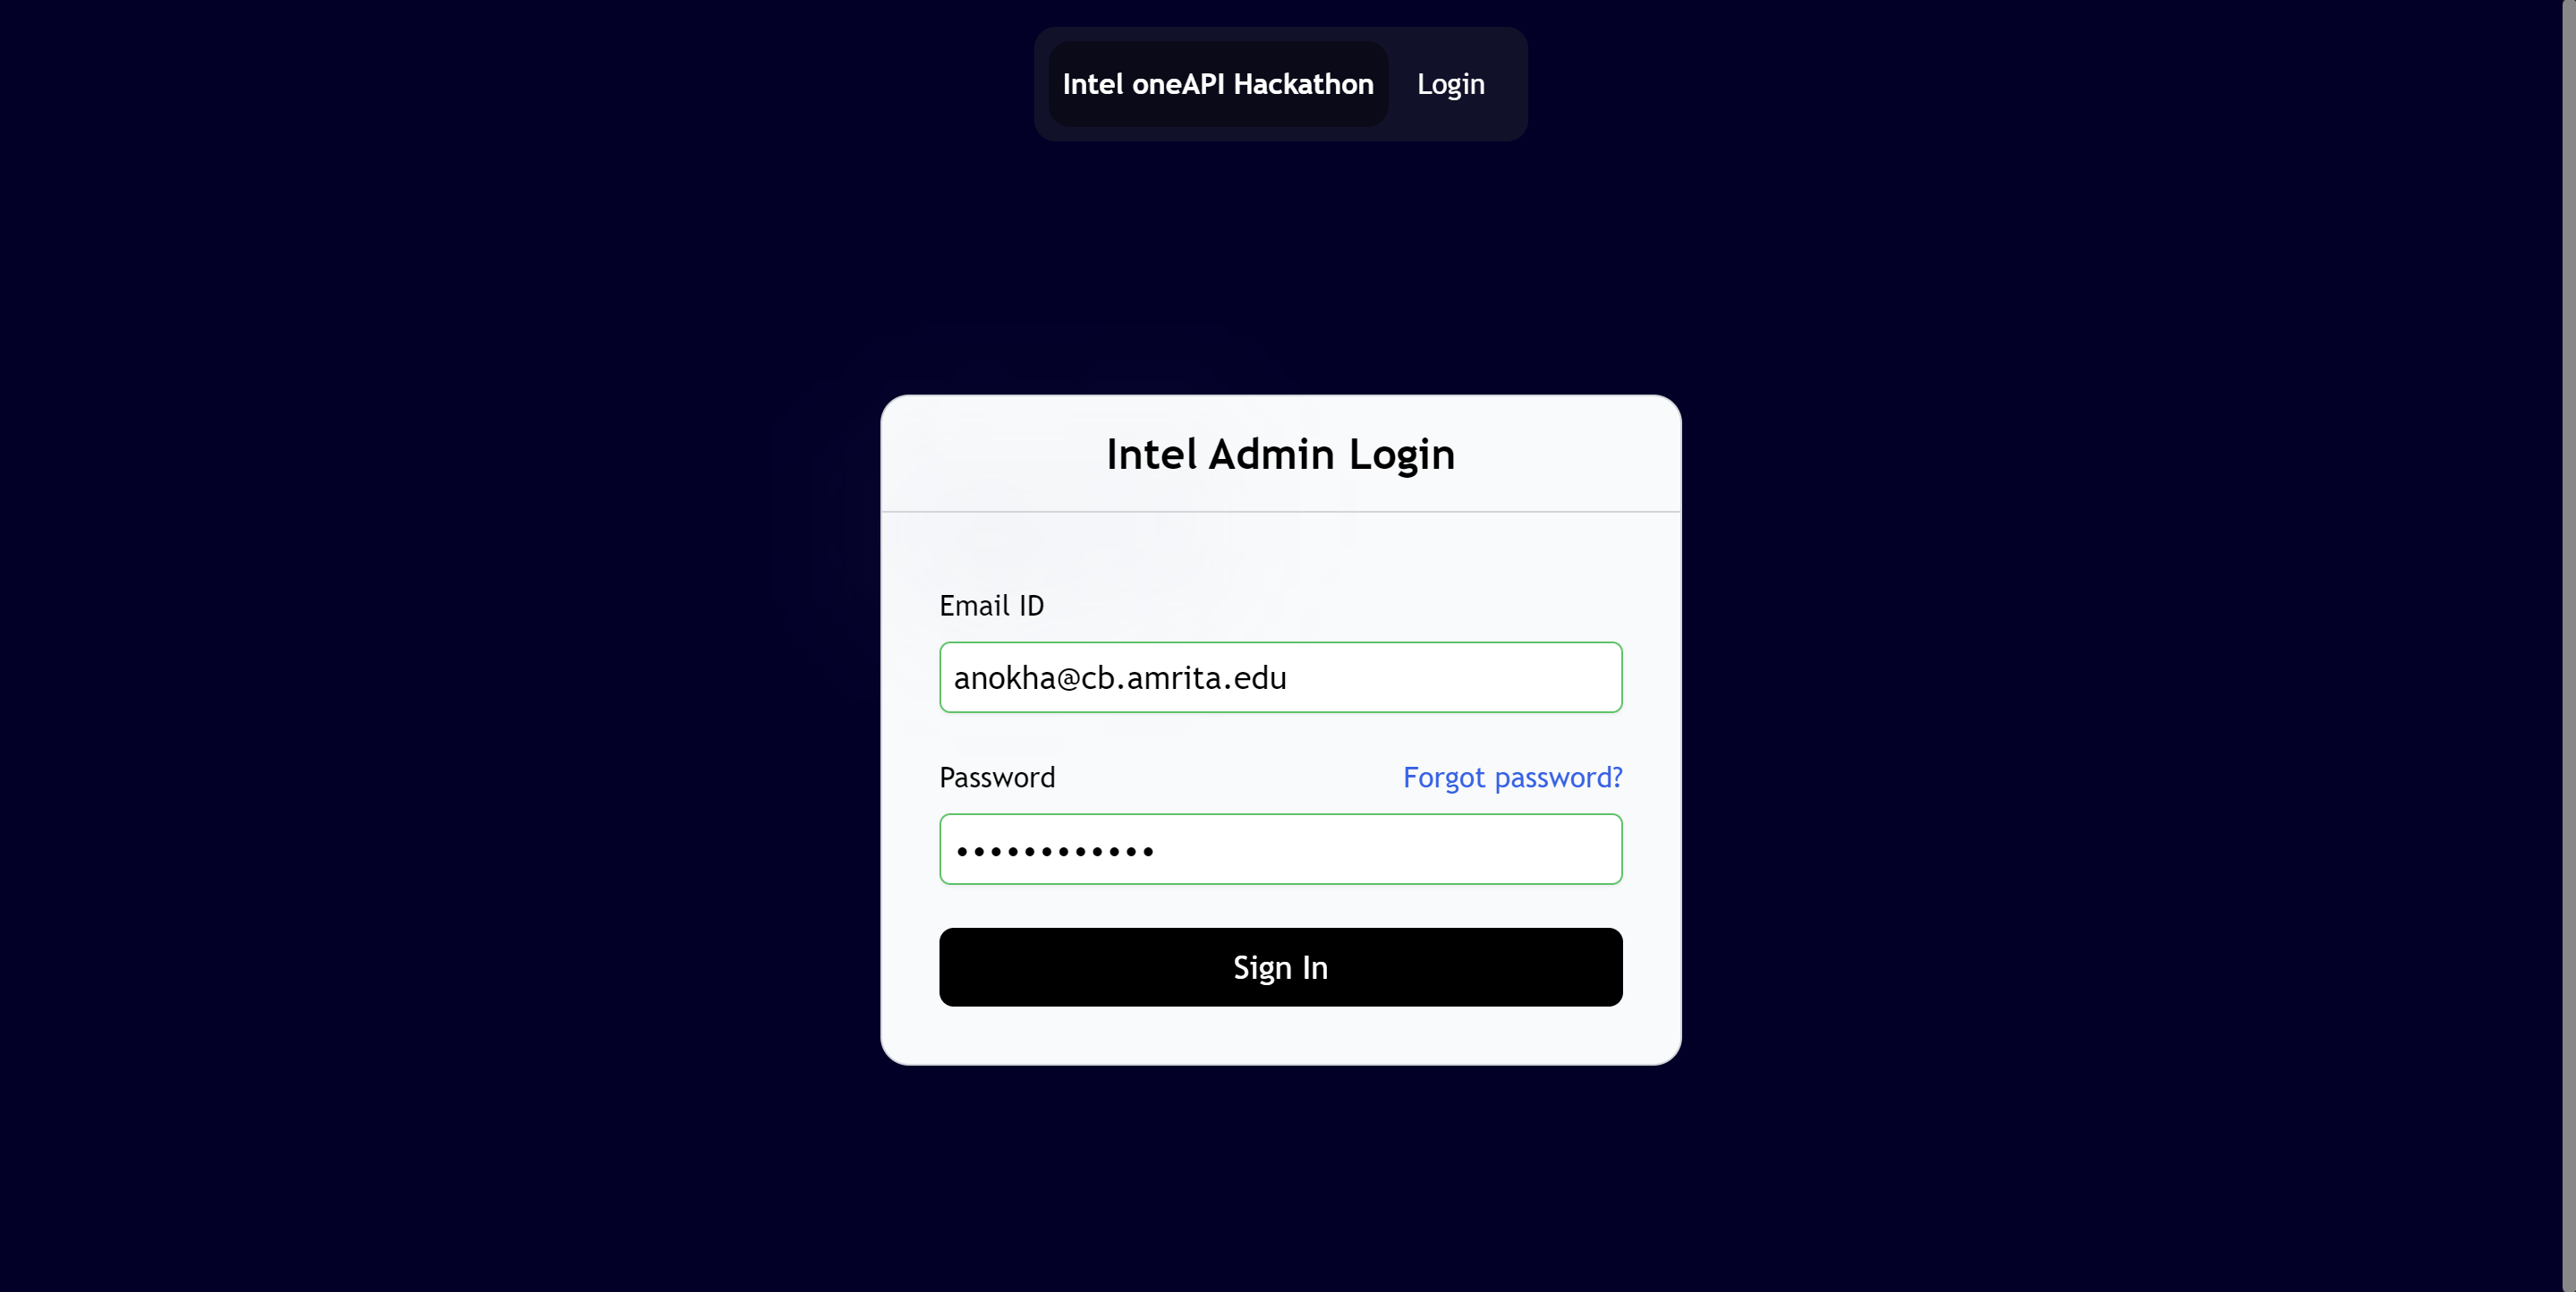 Intel oneAPI Hackathon Login
Intel Admin Login
Email ID
anokha@cb.amrita.edu
Password Forgot password?
••••••••••••
Sign In